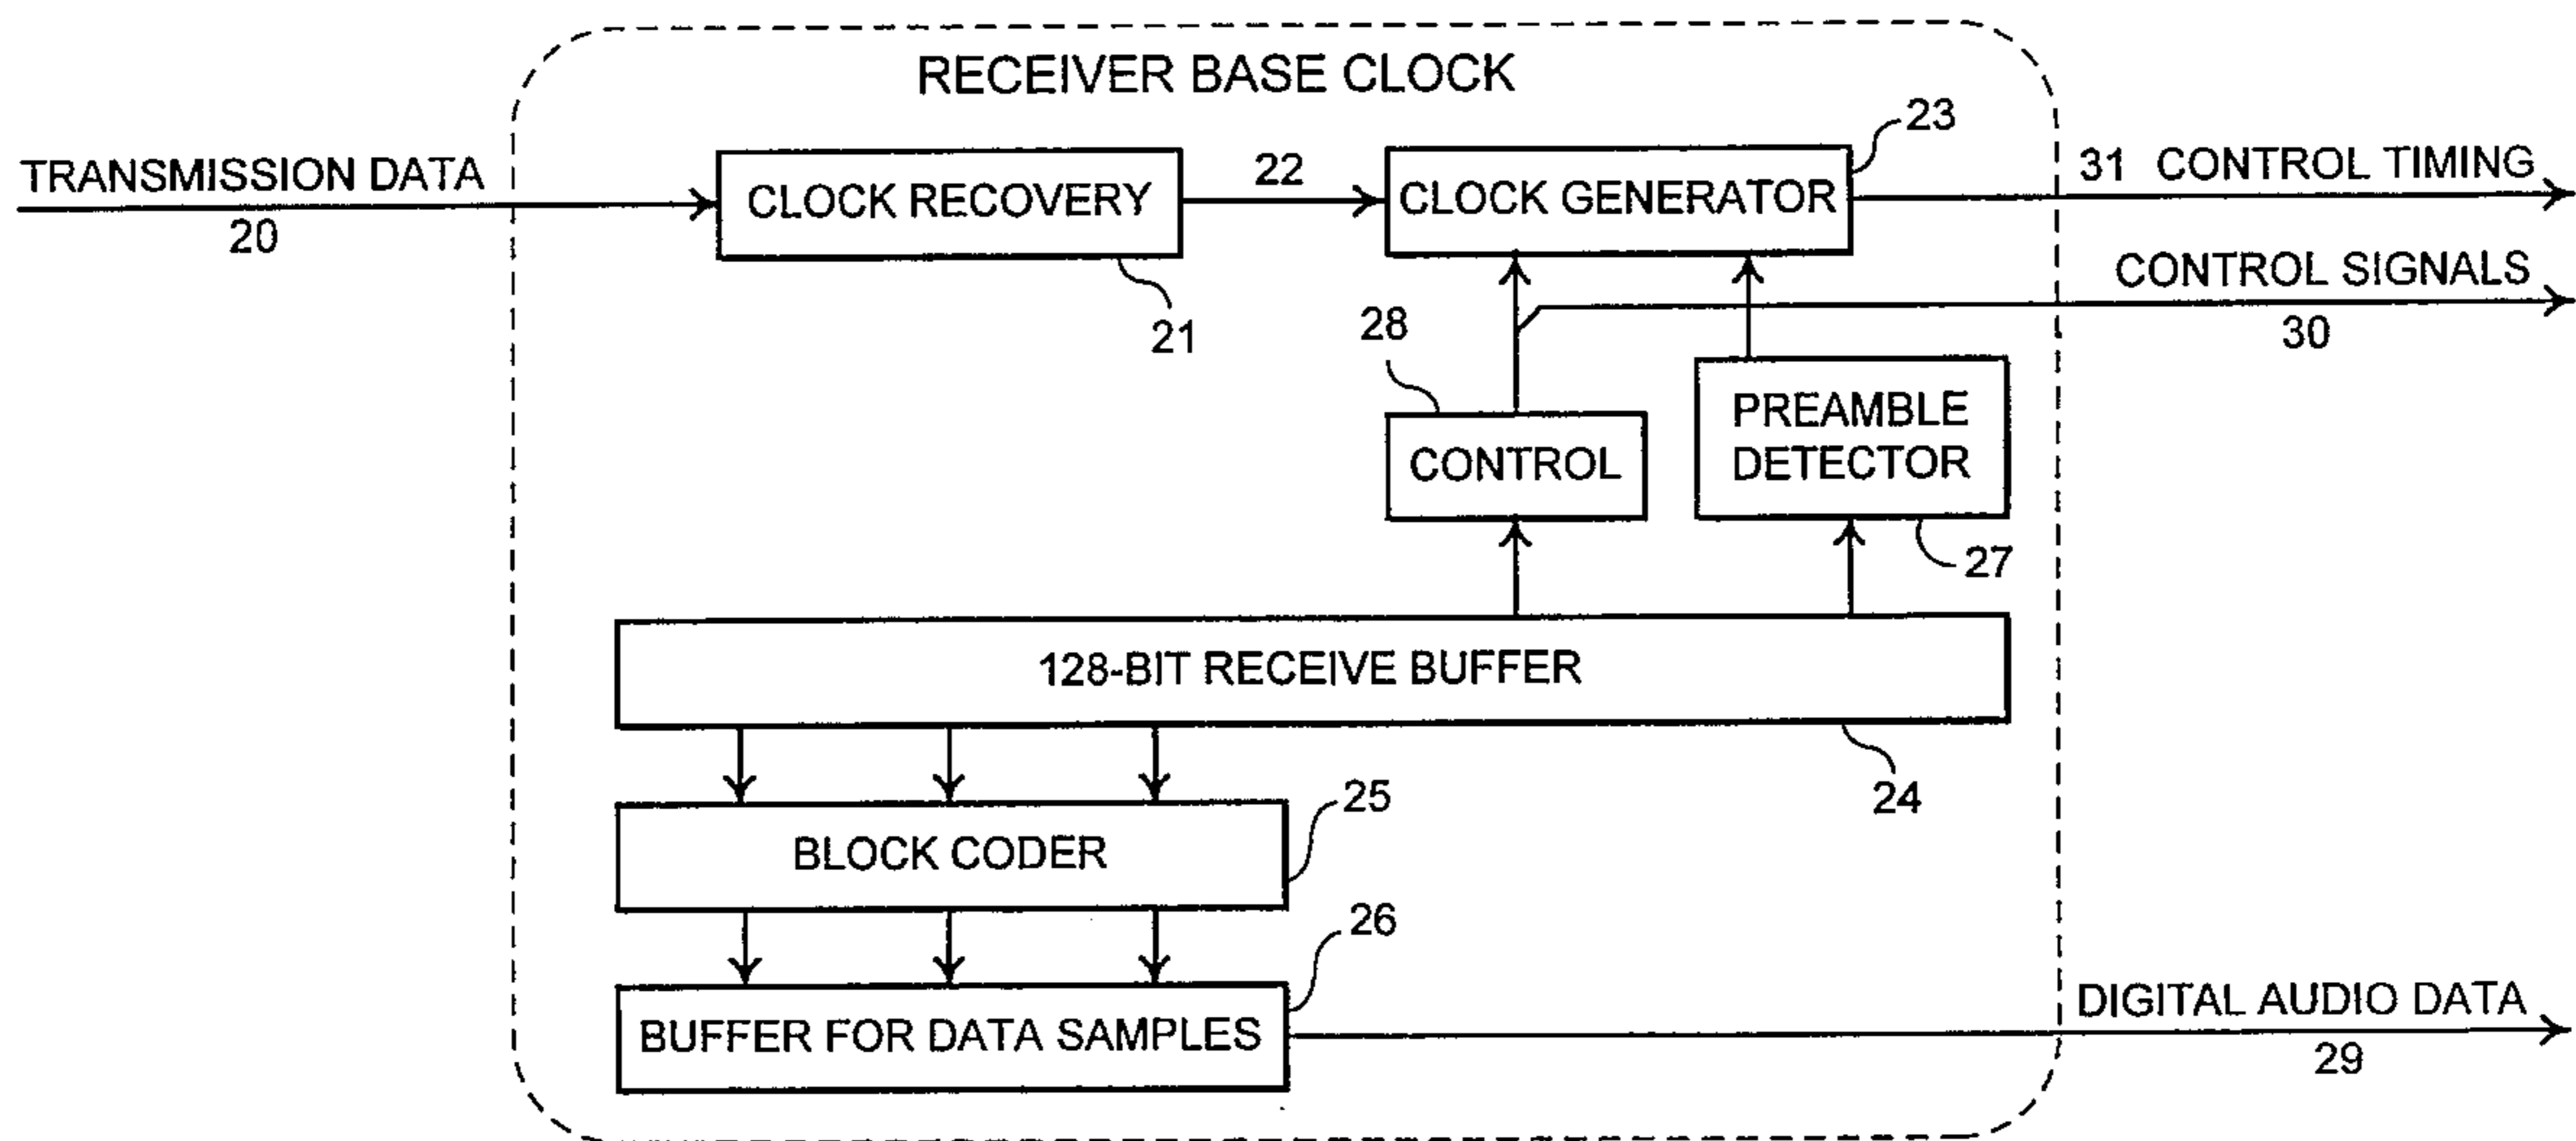 RECEIVER BASE CLOCK
23
TRANSMISSION DATA
20
CLOCK RECOVERY
22
CLOCK GENERATOR
31 CONTROL TIMING
21
CONTROL SIGNALS
30
28
CONTROL
PREAMBLE
DETECTOR
27
128-BIT RECEIVE BUFFER
24
25
BLOCK CODER
26
BUFFER FOR DATA SAMPLES
DIGITAL AUDIO DATA
29